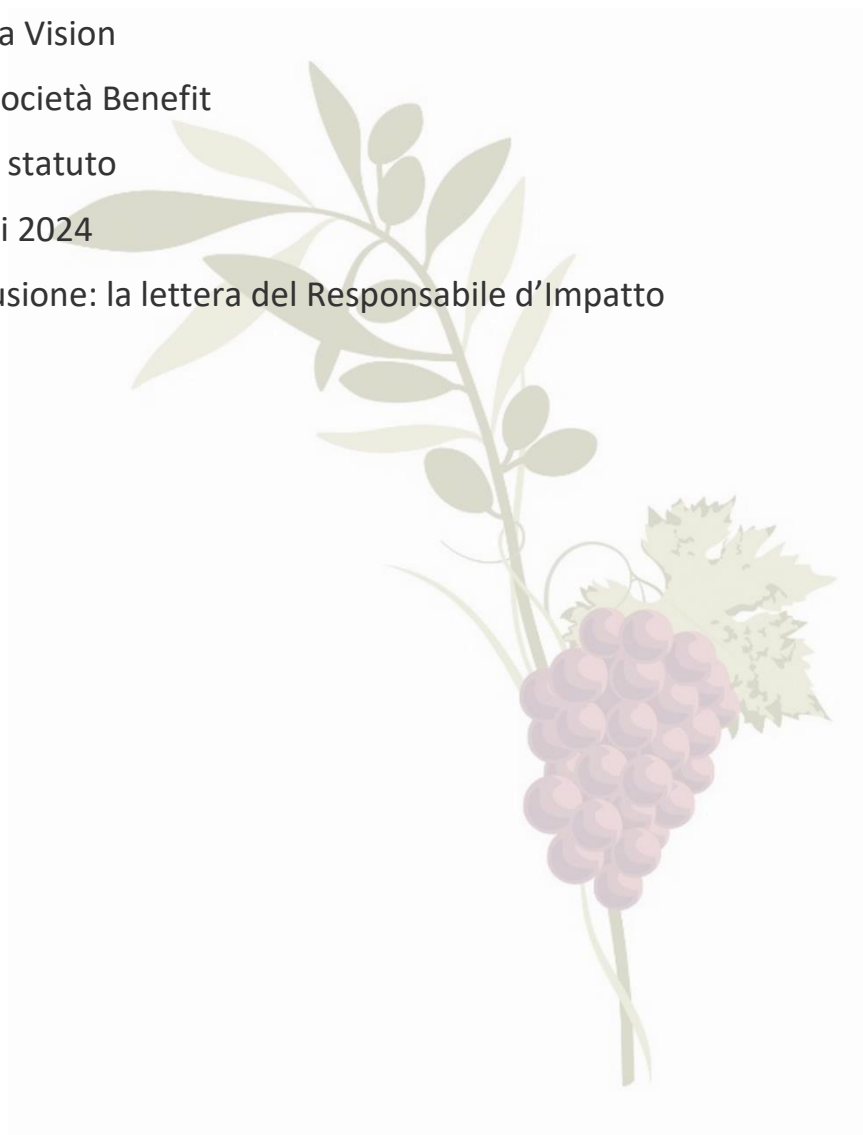 a Vision
ocietà Benefit
statuto
i 2024
usione: la lettera del Responsabile d’Impatto